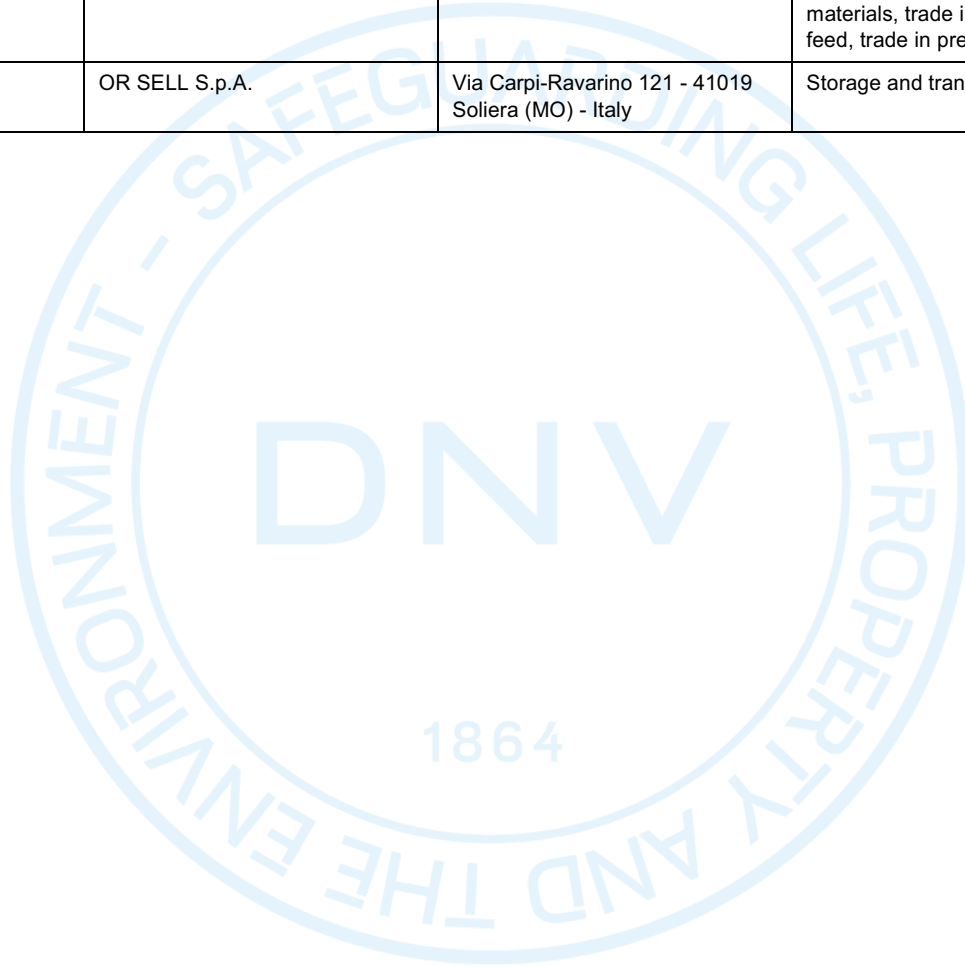 materials, trade i
feed, trade in pre
OR SELL S.p.A.
Via Carpi-Ravarino 121 - 41019
Soliera (MO) - Italy
Storage and tran
SAFEGUARDING LIFE, PROPERTY AND THE ENVIRONMENT -
DNV
1864